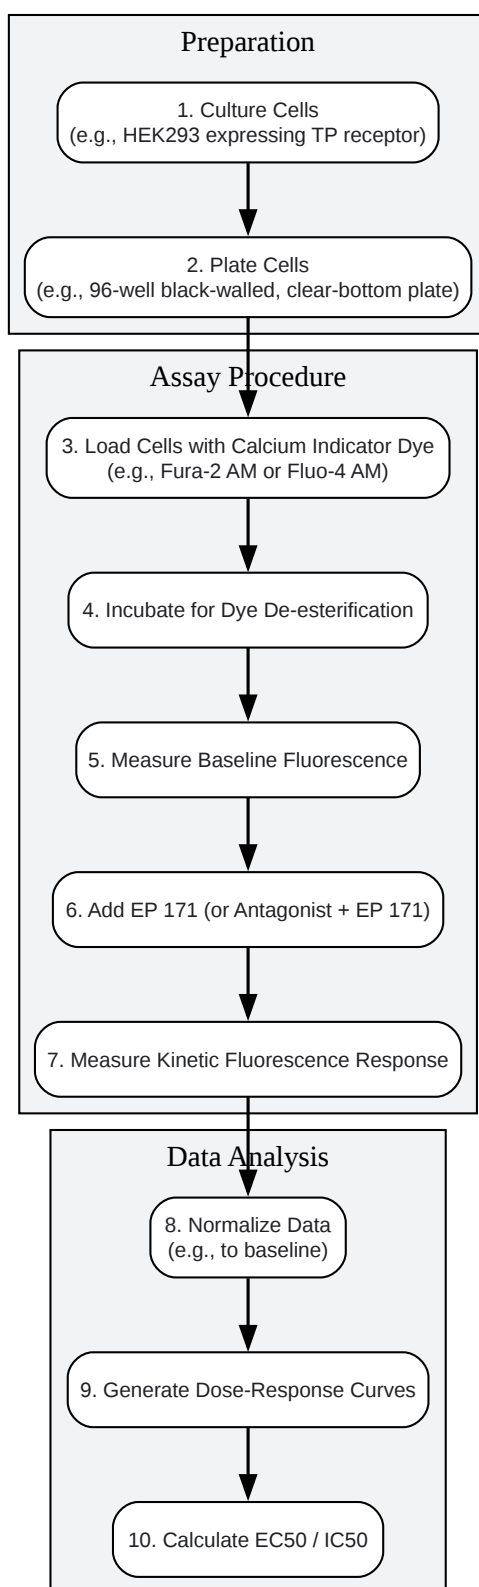 Preparation
1. Culture Cells
(e.g., HEK293 expressing TP receptor)
2. Plate Cells
(e.g., 96-well black-walled, clear-bottom plate)
Assay Procedure
3. Load Cells with Calcium Indicator Dye
(e.g., Fura-2 AM or Fluo-4 AM)
4. Incubate for Dye De-esterification
5. Measure Baseline Fluorescence
6. Add EP 171 (or Antagonist + EP 171)
7. Measure Kinetic Fluorescence Response
Data Analysis
8. Normalize Data
(e.g., to baseline)
9. Generate Dose-Response Curves
10. Calculate EC50 / IC50